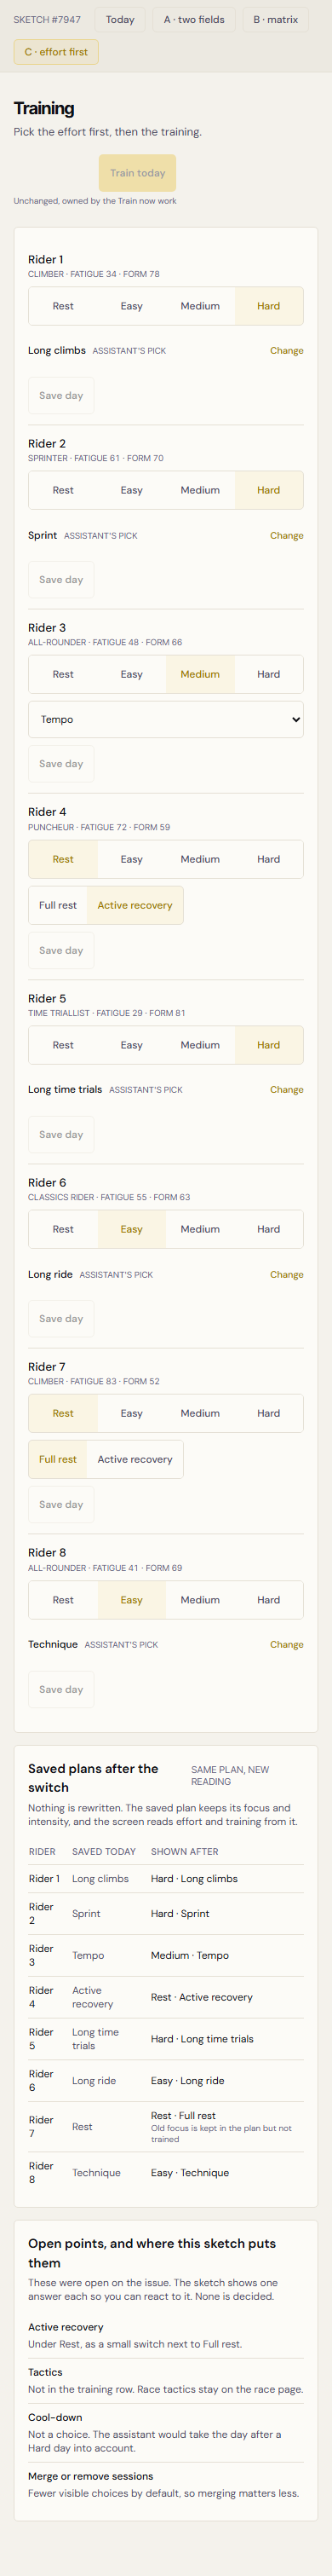 SKETCH #7947
Today
A · two fields
B · matrix
C · effort first
Training
Pick the effort first, then the training.
Train today
Unchanged, owned by the Train now work
Rider 1
CLIMBER · FATIGUE 34 · FORM 78
Rest
Easy
Medium
Hard
Long climbs ASSISTANT'S PICK
Change
Save day
Rider 2
SPRINTER · FATIGUE 61 · FORM 70
Rest
Easy
Medium
Hard
Sprint ASSISTANT'S PICK
Change
Save day
Rider 3
ALL-ROUNDER · FATIGUE 48 · FORM 66
Rest
Easy
Medium
Hard
Tempo
Save day
Rider 4
PUNCHEUR · FATIGUE 72 · FORM 59
Rest
Easy
Medium
Hard
Full rest
Active recovery
Save day
Rider 5
TIME TRIALLIST · FATIGUE 29 · FORM 81
Rest
Easy
Medium
Hard
Long time trials ASSISTANT'S PICK
Change
Save day
Rider 6
CLASSICS RIDER · FATIGUE 55 · FORM 63
Rest
Easy
Medium
Hard
Long ride ASSISTANT'S PICK
Change
Save day
Rider 7
CLIMBER · FATIGUE 83 · FORM 52
Rest
Easy
Medium
Hard
Full rest
Active recovery
Save day
Rider 8
ALL-ROUNDER · FATIGUE 41 · FORM 69
Rest
Easy
Medium
Hard
Technique ASSISTANT'S PICK
Change
Save day
Saved plans after the
switch
SAME PLAN, NEW
READING
Nothing is rewritten. The saved plan keeps its focus and
intensity, and the screen reads effort and training from it.
RIDER
SAVED TODAY
SHOWN AFTER
Rider 1
Long climbs
Hard · Long climbs
Rider
2
Sprint
Hard · Sprint
Rider
3
Tempo
Medium · Tempo
Rider
4
Active
recovery
Rest · Active recovery
Rider
5
Long time
trials
Hard · Long time trials
Rider
6
Long ride
Easy · Long ride
Rider
7
Rest
Rest · Full rest
Old focus is kept in the plan but not
trained
Rider
8
Technique
Easy · Technique
Open points, and where this sketch puts
them
These were open on the issue. The sketch shows one
answer each so you can react to it. None is decided.
Active recovery
Under Rest, as a small switch next to Full rest.
Tactics
Not in the training row. Race tactics stay on the race page.
Cool-down
Not a choice. The assistant would take the day after a
Hard day into account.
Merge or remove sessions
Fewer visible choices by default, so merging matters less.